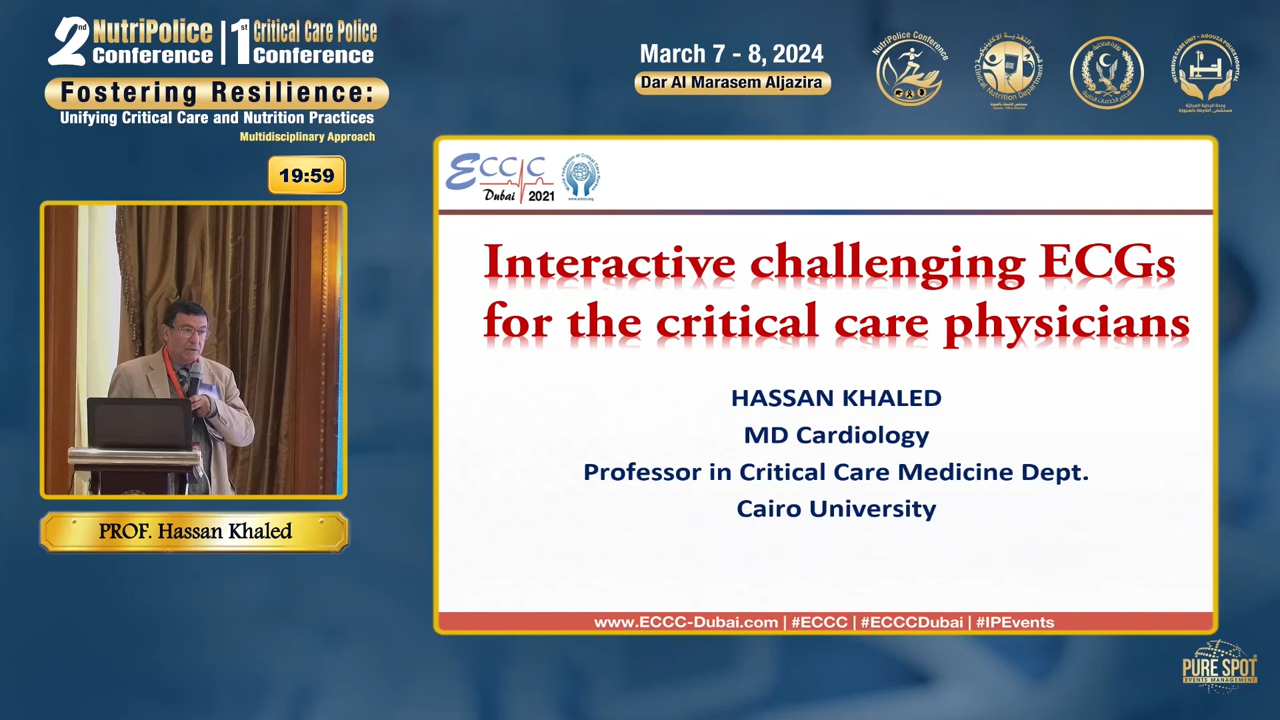 2nd NutriPolice Conference | 1st Critical Care Police Conference
Fostering Resilience:
Unifying Critical Care and Nutrition Practices
Multidisciplinary Approach
March 7 - 8, 2024
Dar Al Marasem Aljazira
NutriPolice Conference
19:59
ECCC
Dubai 2021
Interactive challenging ECGs
for the critical care physicians
HASSAN KHALED
MD Cardiology
Professor in Critical Care Medicine Dept.
Cairo University
www.ECCC-Dubai.com | #ECCC | #ECCCDubai | #IPEvents
PROF. Hassan Khaled
PURE SPOT
EVENTS MANAGEMENT